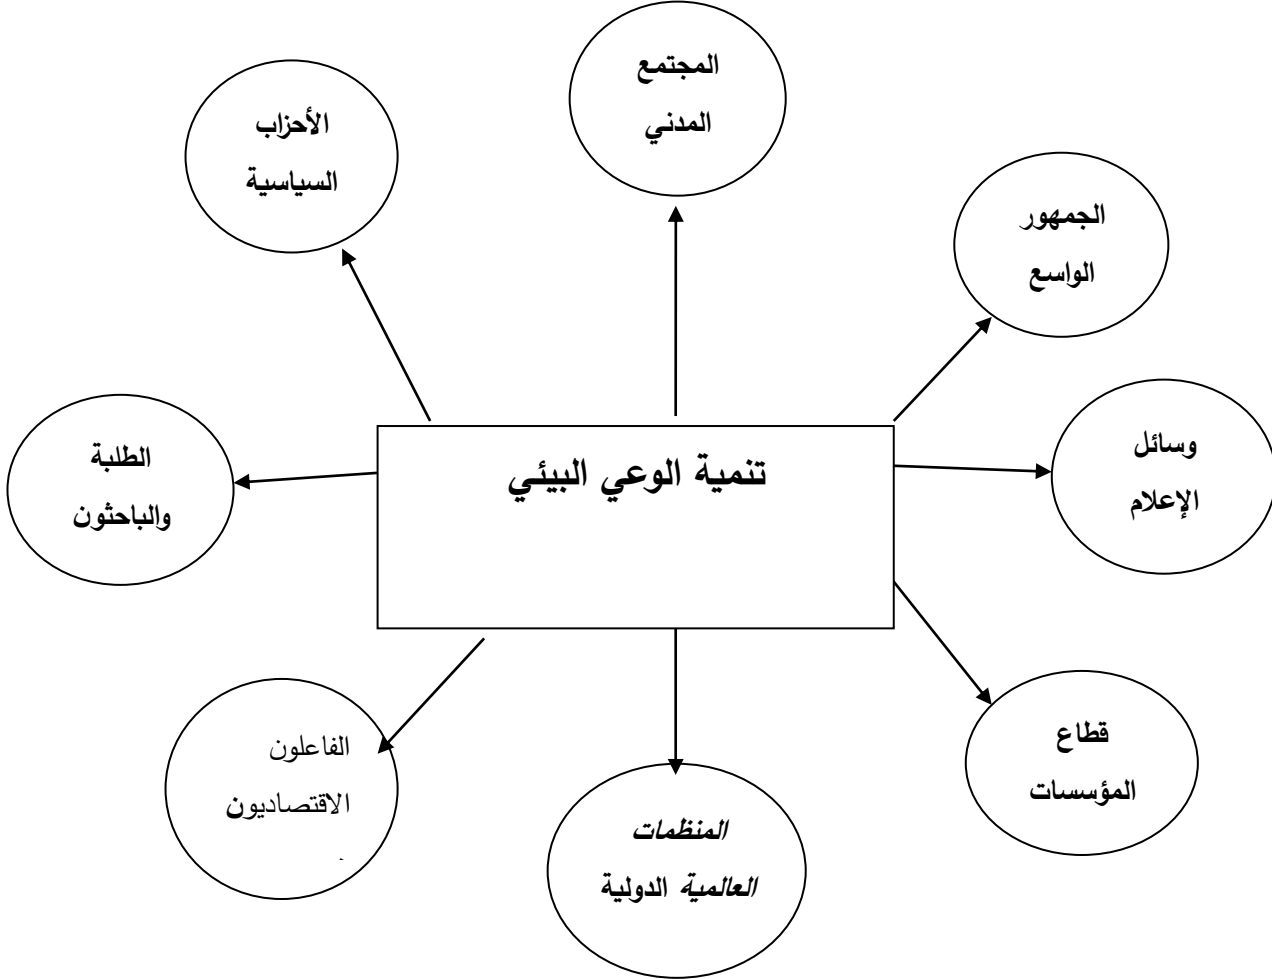 المجتمع
المدني
الأحزاب
السياسية
الجمهور
الواسع
تنمية الوعي البيئي
وسائل
الإعلام
الطلبة
والباحثون
قطاع
المؤسسات
الفاعلون
الاقتصاديون
المنظمات
العالمية الدولية